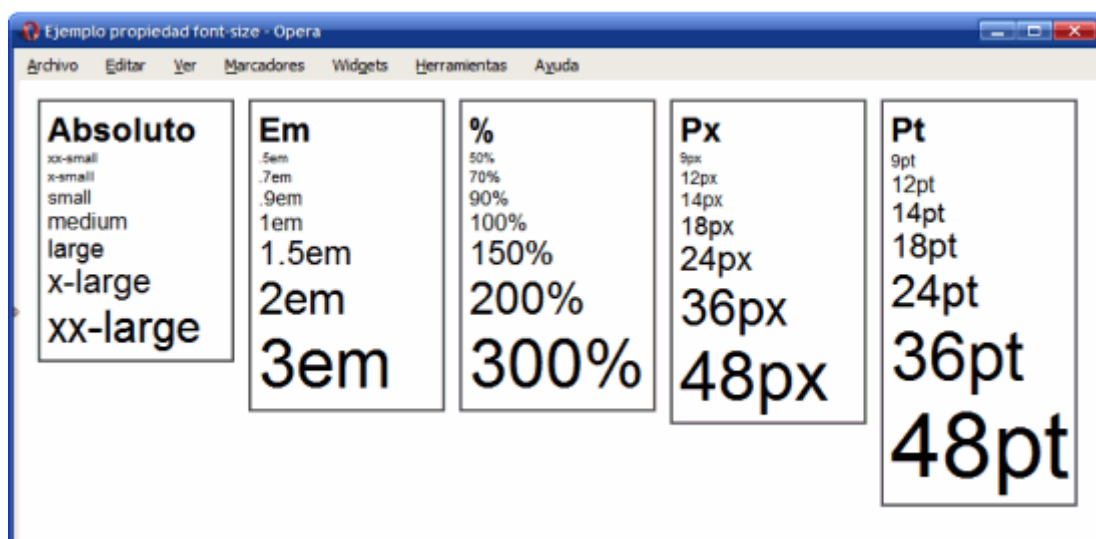 Ejemplo propiedad font-size - Opera
Archivo Editar Ver Marcadores Widgets Herramientas Ayuda
Absoluto
xx-small
x-small
small
medium
large
x-large
xx-large
Em
.5em
.7em
.9em
1em
1.5em
2em
3em
%
50%
70%
90%
100%
150%
200%
300%
Px
9px
12px
14px
18px
24px
36px
48px
Pt
9pt
12pt
14pt
18pt
24pt
36pt
48pt